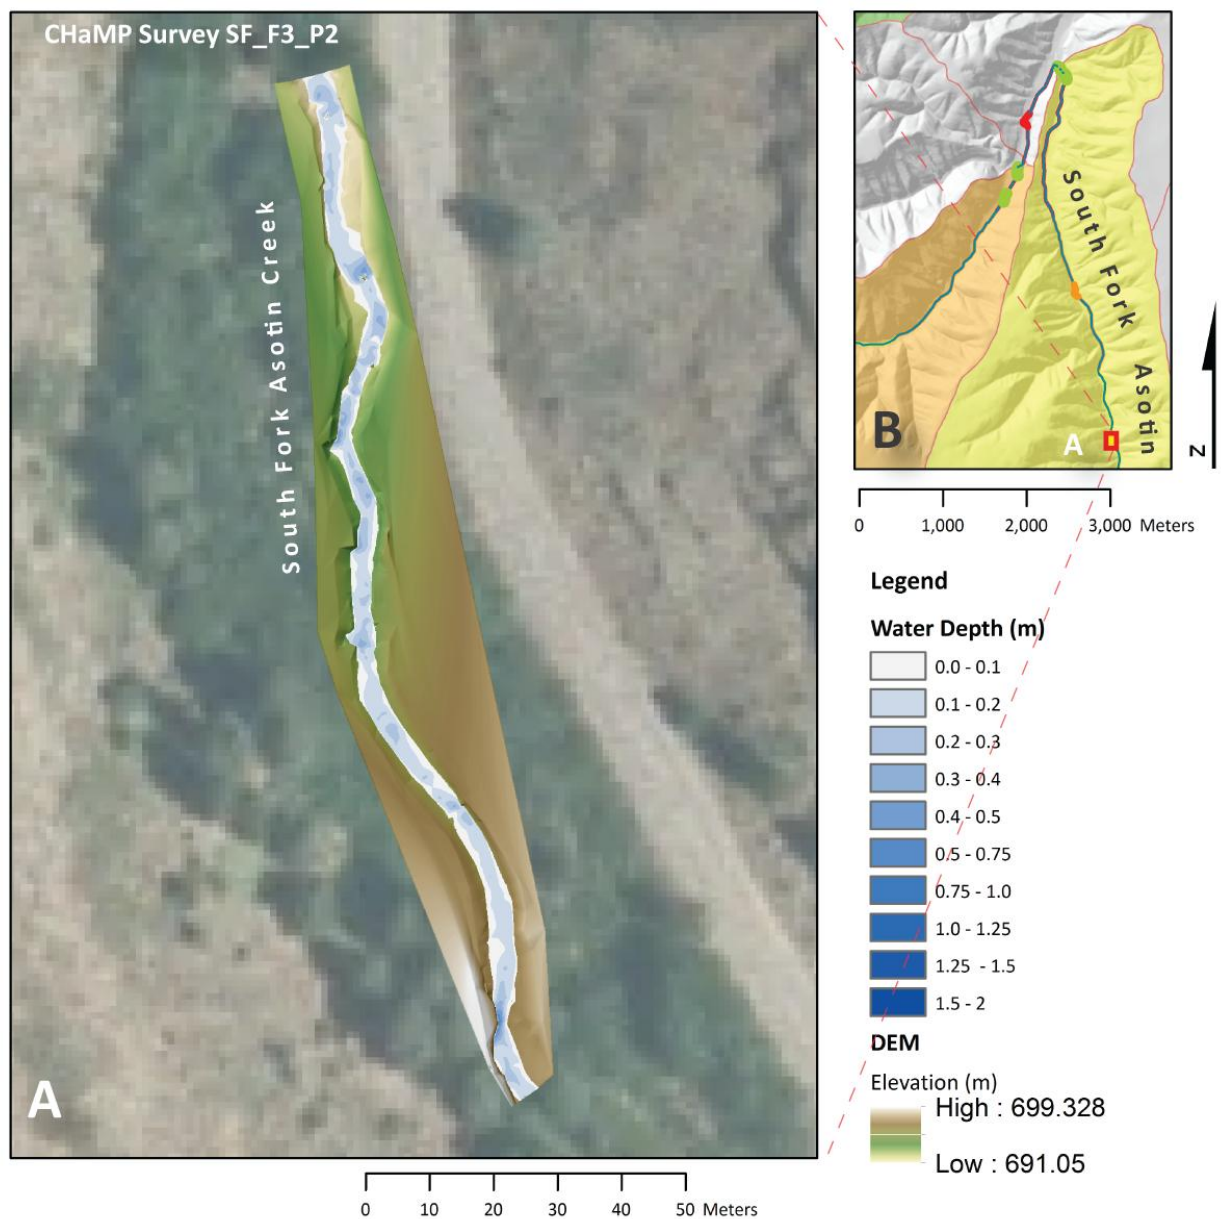 CHaMP Survey SF_F3_P2
South Fork Asotin Creek
A
0 10 20 30 40 50 Meters
South Fork Asotin
B
A
N
0 1,000 2,000 3,000 Meters
Legend
Water Depth (m)
0.0 - 0.1
0.1 - 0.2
0.2 - 0.3
0.3 - 0.4
0.4 - 0.5
0.5 - 0.75
0.75 - 1.0
1.0 - 1.25
1.25 - 1.5
1.5 - 2
DEM
Elevation (m)
High : 699.328
Low : 691.05